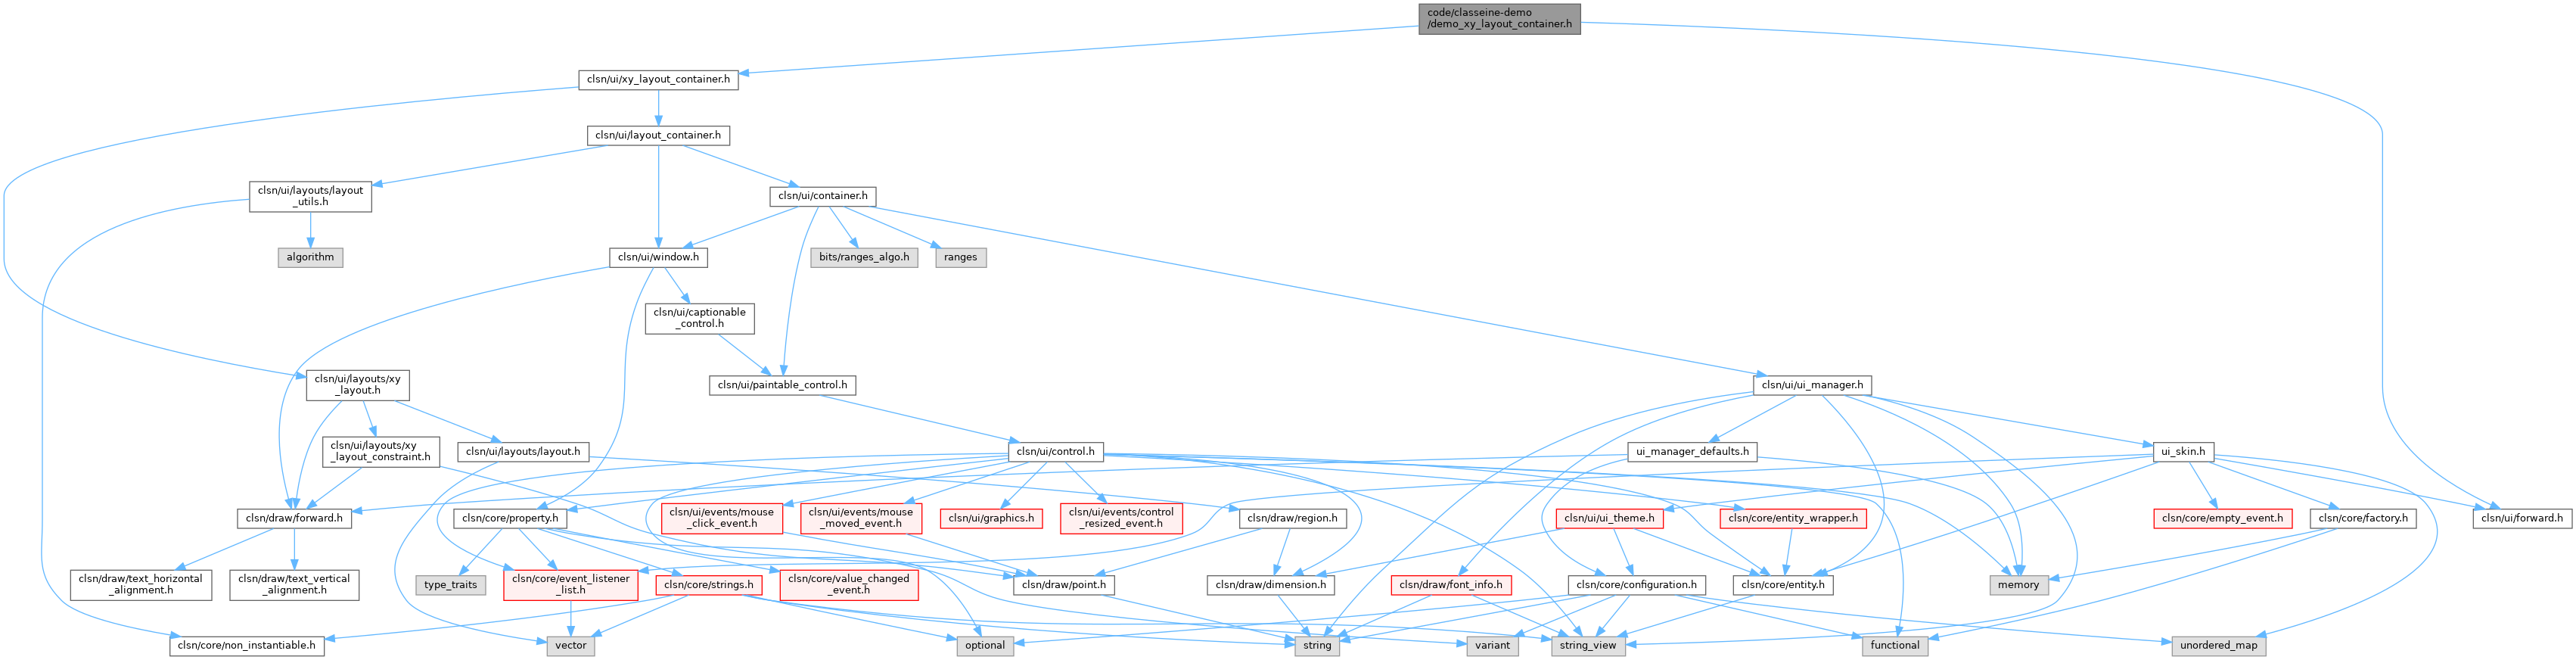 code/classeine-demo
/demo_xy_layout_container.h
clsn/ui/xy_layout_container.h
clsn/ui/layout_container.h
clsn/ui/layouts/layout
_utils.h
clsn/ui/container.h
algorithm
clsn/ui/window.h
bits/ranges_algo.h
ranges
clsn/ui/captionable
_control.h
clsn/ui/layouts/xy
_layout.h
clsn/ui/paintable_control.h
clsn/ui/ui_manager.h
clsn/ui/layouts/xy
_layout_constraint.h
clsn/ui/layouts/layout.h
clsn/ui/control.h
ui_manager_defaults.h
ui_skin.h
clsn/draw/forward.h
clsn/core/property.h
clsn/ui/events/mouse
_click_event.h
clsn/ui/events/mouse
_moved_event.h
clsn/ui/graphics.h
clsn/ui/events/control
_resized_event.h
clsn/draw/region.h
clsn/ui/ui_theme.h
clsn/core/entity_wrapper.h
clsn/core/empty_event.h
clsn/core/factory.h
clsn/ui/forward.h
clsn/draw/text_horizontal
_alignment.h
clsn/draw/text_vertical
_alignment.h
type_traits
clsn/core/event_listener
_list.h
clsn/core/strings.h
clsn/core/value_changed
_event.h
clsn/draw/point.h
clsn/draw/dimension.h
clsn/draw/font_info.h
clsn/core/configuration.h
clsn/core/entity.h
memory
clsn/core/non_instantiable.h
vector
optional
string
variant
string_view
functional
unordered_map